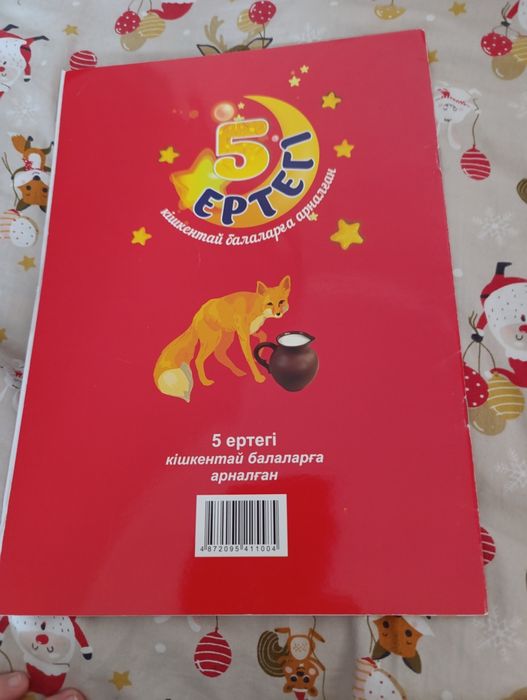 5
ЕРТЕГІ
кішкентай балаларға арналған
5 ертегі
кішкентай балаларға
арналған
4 872095 411004